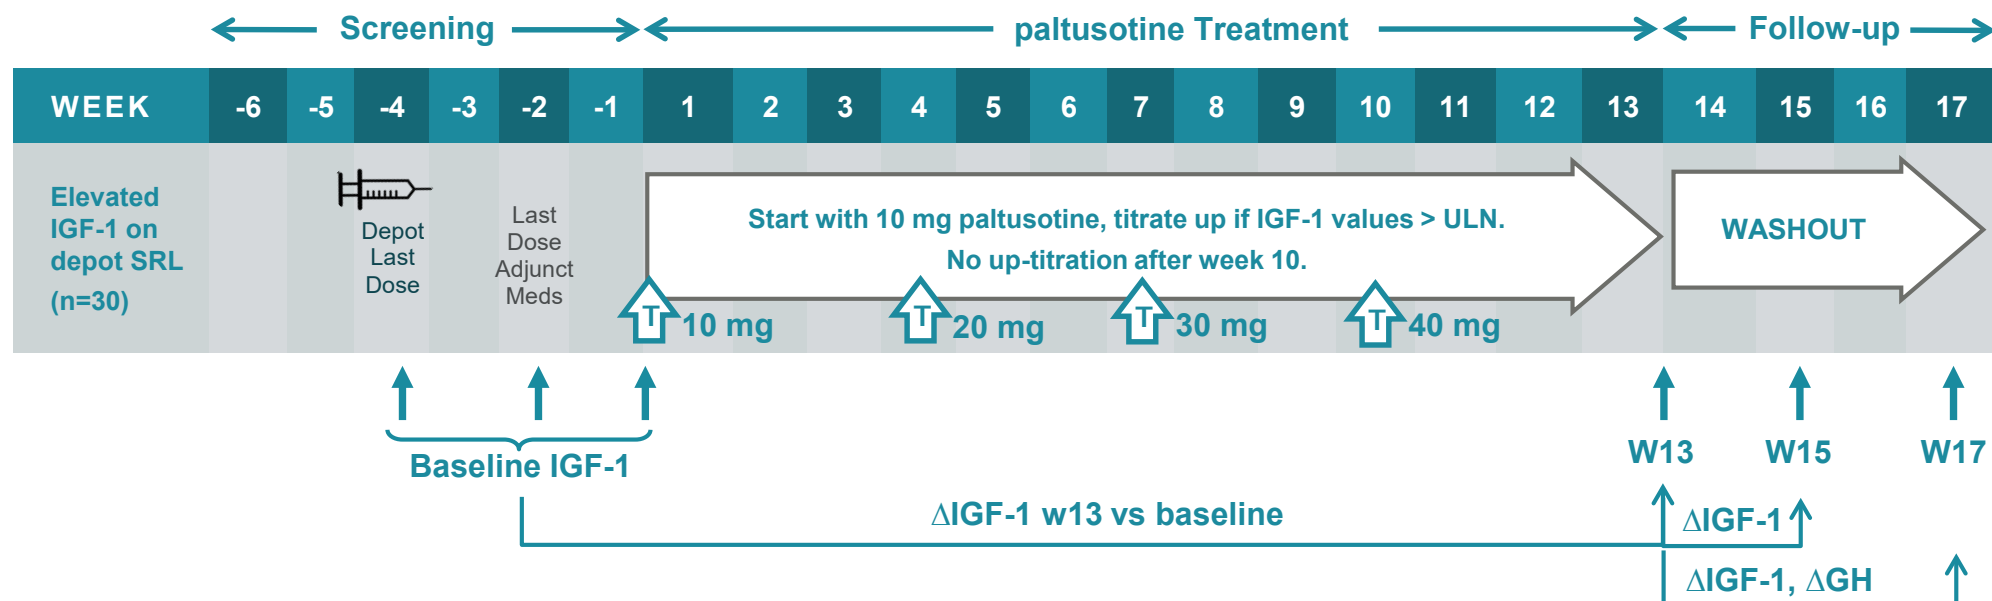 Screening
paltusotine Treatment
Follow-up
WEEK -6 -5 -4 -3 -2 -1 1 2 3 4 5 6 7 8 9 10 11 12 13 14 15 16 17
Elevated
IGF-1 on
depot SRL
(n=30)
Depot
Last
Dose
Last
Dose
Adjunct
Meds
Start with 10 mg paltusotine, titrate up if IGF-1 values > ULN.
No up-titration after week 10.
WASHOUT
T 10 mg
T 20 mg
T 30 mg
T 40 mg
Baseline IGF-1
W13
W15
W17
∆IGF-1 w13 vs baseline
∆IGF-1
∆IGF-1, ∆GH